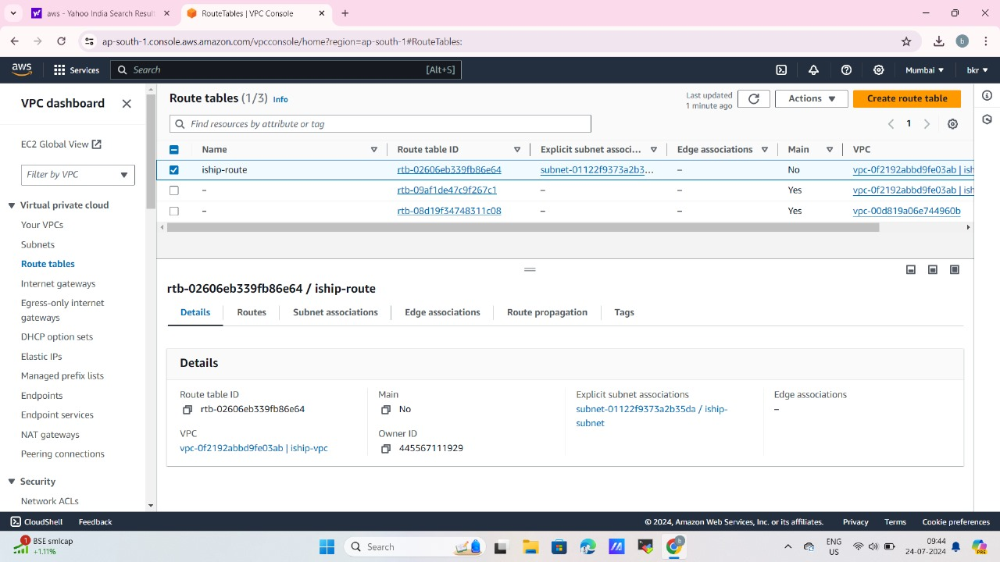 aws - Yahoo India Search Result
RouteTables | VPC Console
ap-south-1.console.aws.amazon.com/vpcconsole/home?region=ap-south-1#RouteTables:
b
aws
Services
Search
[Alt+S]
Mumbai
bkr
VPC dashboard
EC2 Global View
Filter by VPC
Virtual private cloud
Your VPCs
Subnets
Route tables
Internet gateways
Egress-only internet
gateways
DHCP option sets
Elastic IPs
Managed prefix lists
Endpoints
Endpoint services
NAT gateways
Peering connections
Security
Network ACLs
Route tables (1/3) Info
Last updated
1 minute ago
Actions
Create route table
Find resources by attribute or tag
1
Name Route table ID Explicit subnet associ... Edge associations Main VPC
iship-route rtb-02606eb339fb86e64 subnet-01122f9373a2b3... – No vpc-0f2192abbd9fe03ab | ish
– rtb-09af1de47c9f267c1 – – Yes vpc-0f2192abbd9fe03ab | ish
– rtb-08d19f34748311c08 – – Yes vpc-00d819a06e744960b
rtb-02606eb339fb86e64 / iship-route
Details Routes Subnet associations Edge associations Route propagation Tags
Details
Route table ID
rtb-02606eb339fb86e64
VPC
vpc-0f2192abbd9fe03ab | iship-vpc
Main
No
Owner ID
445567111929
Explicit subnet associations
subnet-01122f9373a2b35da / iship-
subnet
Edge associations
–
CloudShell Feedback
© 2024, Amazon Web Services, Inc. or its affiliates. Privacy Terms Cookie preferences
1
BSE smlcap
+1.11%
Search
b
ENG
US
09:44
24-07-2024
PRE